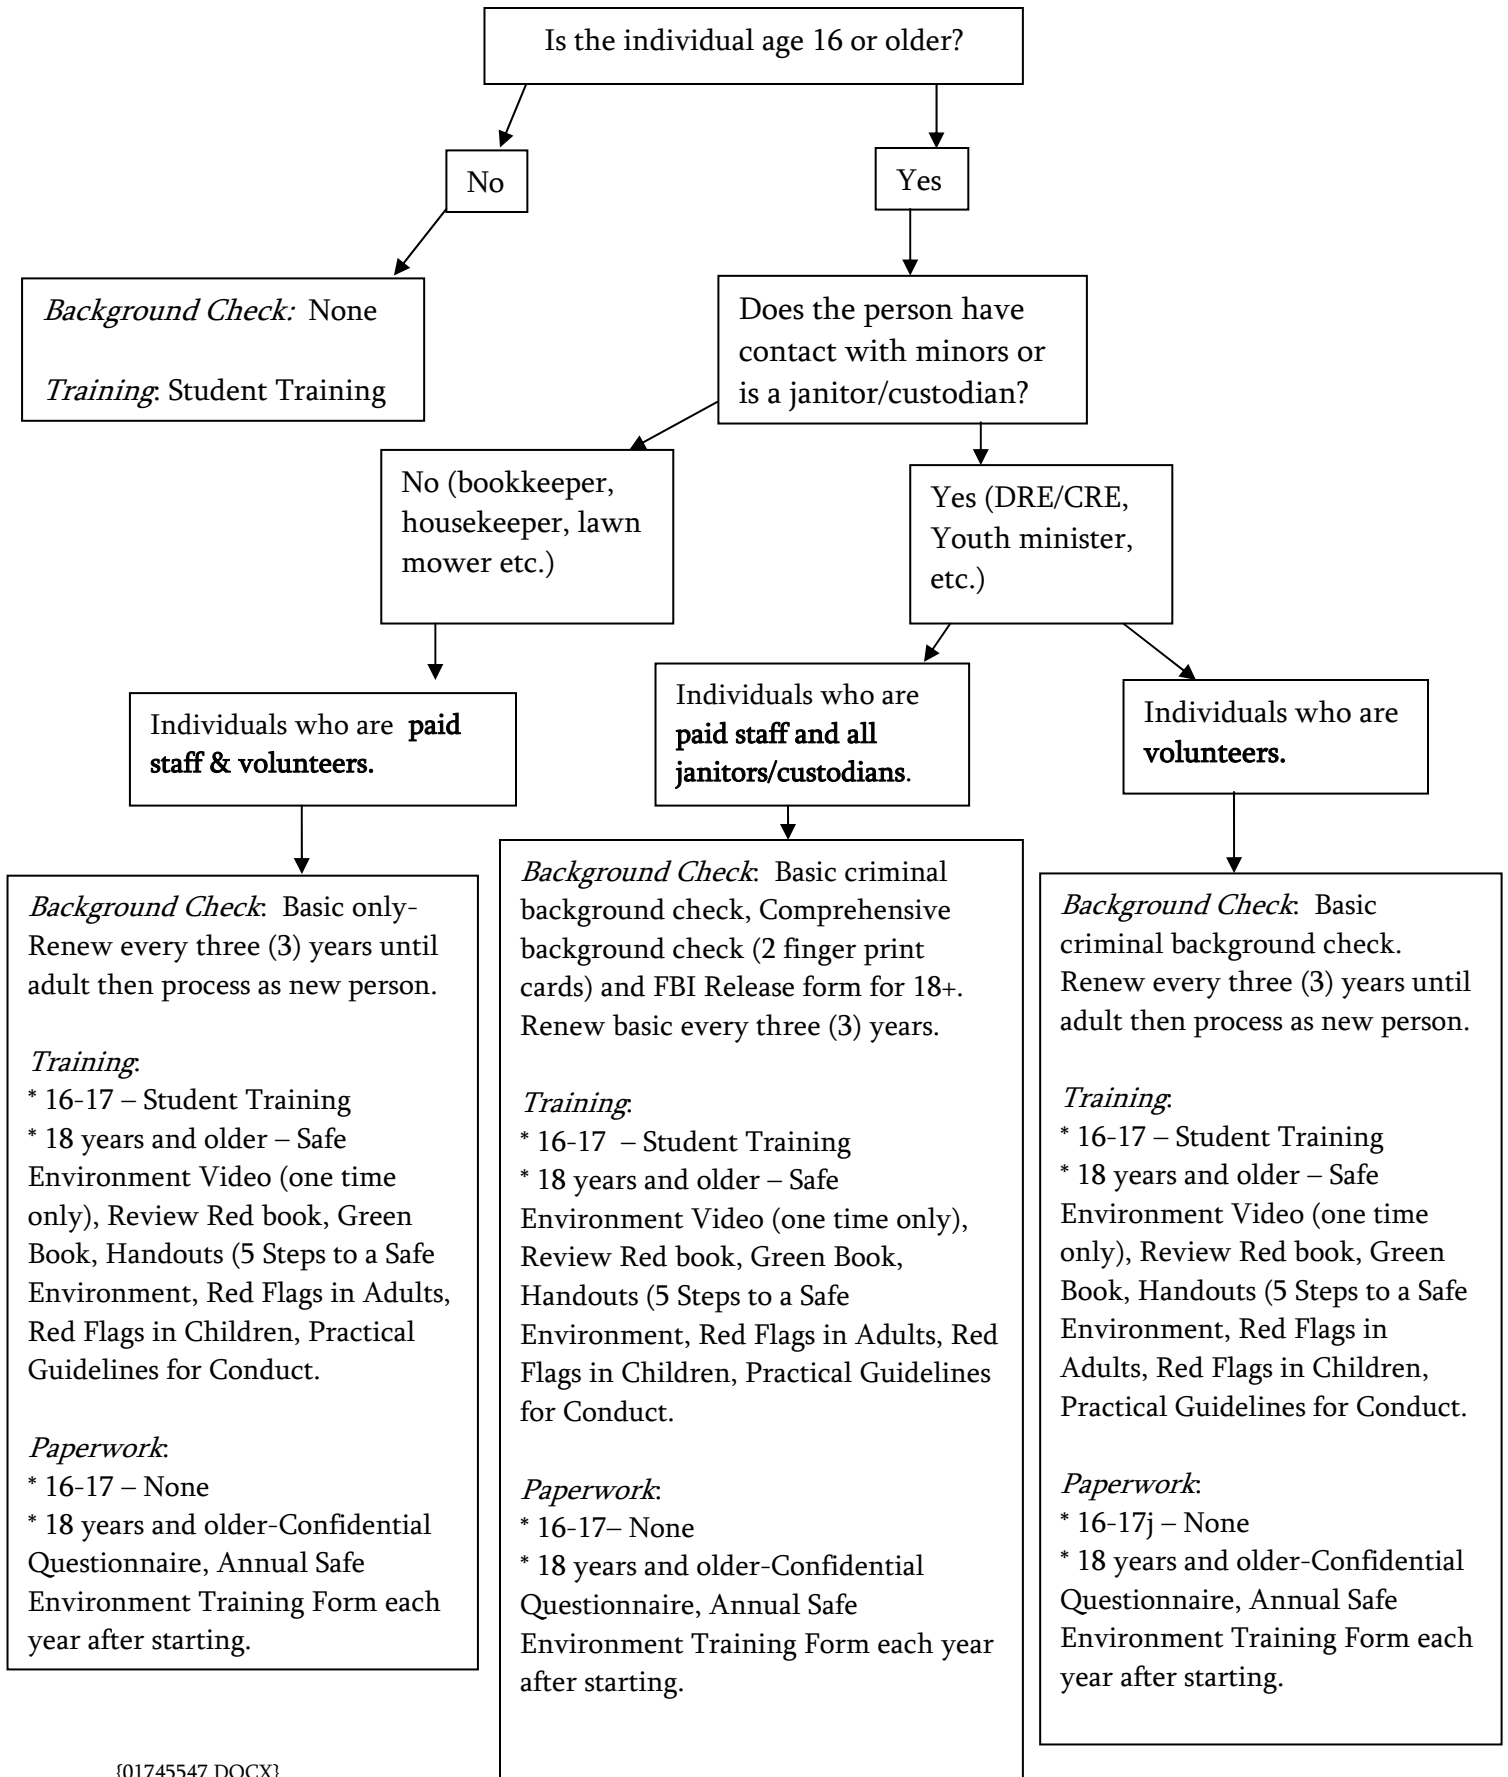 Is the individual age 16 or older?
No
Yes
Background Check: None
Training: Student Training
Does the person have
contact with minors or
is a janitor/custodian?
No (bookkeeper,
housekeeper, lawn
mower etc.)
Yes (DRE/CRE,
Youth minister,
etc.)
Individuals who are paid
staff & volunteers.
Individuals who are
paid staff and all
janitors/custodians.
Individuals who are
volunteers.
Background Check: Basic only-
Renew every three (3) years until
adult then process as new person.
Training:
* 16-17 – Student Training
* 18 years and older – Safe
Environment Video (one time
only), Review Red book, Green
Book, Handouts (5 Steps to a Safe
Environment, Red Flags in Adults,
Red Flags in Children, Practical
Guidelines for Conduct.
Paperwork:
* 16-17 – None
* 18 years and older-Confidential
Questionnaire, Annual Safe
Environment Training Form each
year after starting.
Background Check: Basic criminal
background check, Comprehensive
background check (2 finger print
cards) and FBI Release form for 18+.
Renew basic every three (3) years.
Training:
* 16-17 – Student Training
* 18 years and older – Safe
Environment Video (one time only),
Review Red book, Green Book,
Handouts (5 Steps to a Safe
Environment, Red Flags in Adults, Red
Flags in Children, Practical Guidelines
for Conduct.
Paperwork:
* 16-17– None
* 18 years and older-Confidential
Questionnaire, Annual Safe
Environment Training Form each year
after starting.
Background Check: Basic
criminal background check.
Renew every three (3) years until
adult then process as new person.
Training:
* 16-17 – Student Training
* 18 years and older – Safe
Environment Video (one time
only), Review Red book, Green
Book, Handouts (5 Steps to a Safe
Environment, Red Flags in
Adults, Red Flags in Children,
Practical Guidelines for Conduct.
Paperwork:
* 16-17j – None
* 18 years and older-Confidential
Questionnaire, Annual Safe
Environment Training Form each
year after starting.
{01745547.DOCX}